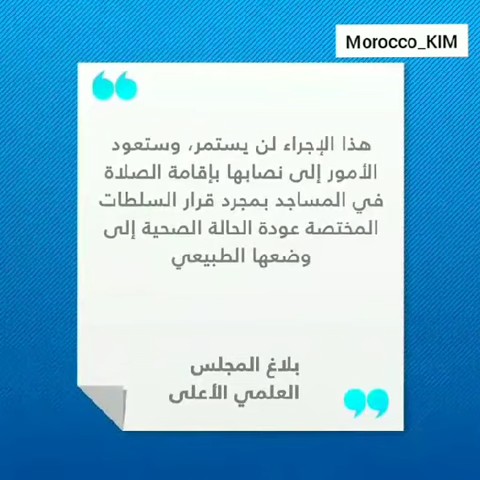 Morocco_KIM
هذا الإجراء لن يستمر، وستعود
الأمور إلى نصابها بإقامة الصلاة
في المساجد بمجرد قرار السلطات
المختصة عودة الحالة الصحية إلى
وضعها الطبيعي
بلاغ المجلس
العلمي الأعلى